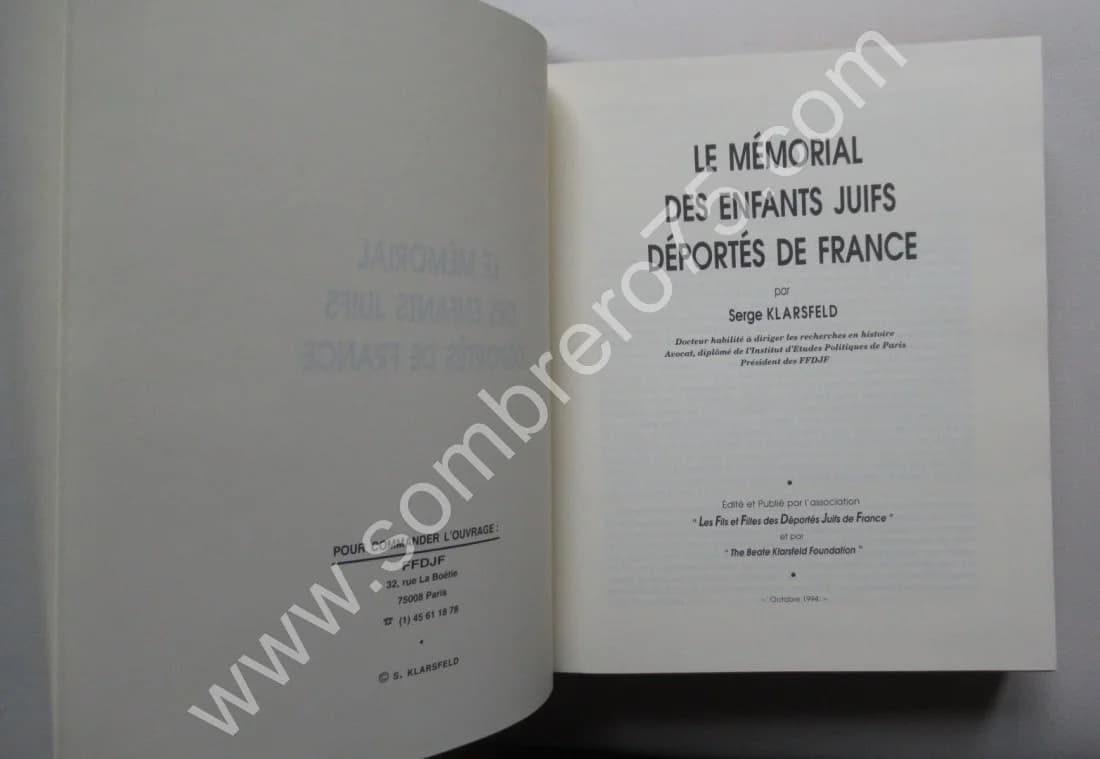 POUR COMMANDER L'OUVRAGE :
FFDJF
32, rue La Boétie
75008 Paris
☎ (1) 45 61 18 78
•
© S. KLARSFELD
LE MÉMORIAL
DES ENFANTS JUIFS
DÉPORTÉS DE FRANCE
par
Serge KLARSFELD
Docteur habilité à diriger les recherches en histoire
Avocat, diplômé de l'Institut d'Etudes Politiques de Paris
Président des FFDJF
•
Edité et Publié par l'association
" Les Fils et Filles des Déportés Juifs de France "
et par
" The Beate Klarsfeld Foundation "
•
– Octobre 1994 –
www.sombrero75.com